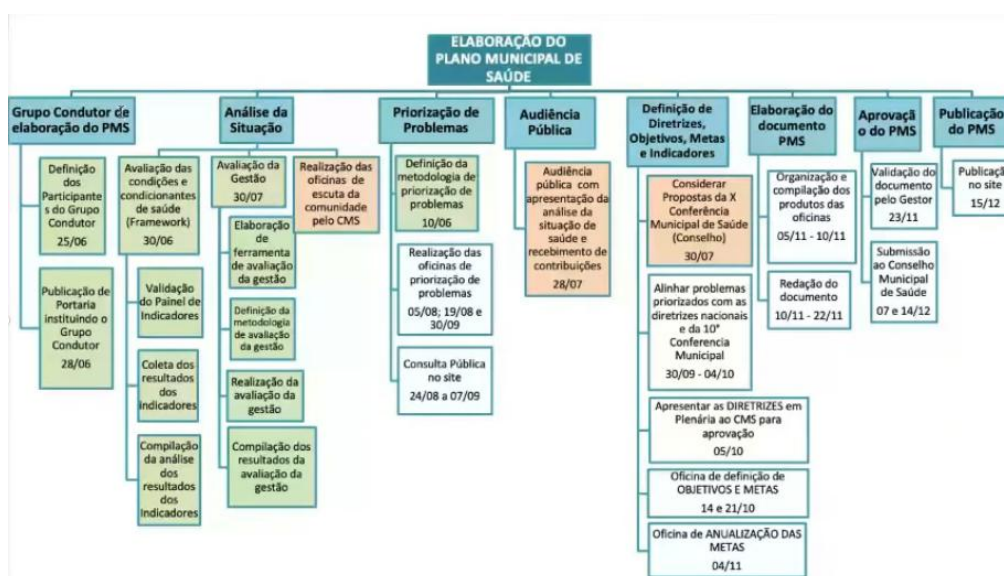 ELABORAÇÃO DO
PLANO MUNICIPAL DE
SAÚDE
Grupo Condutor de
elaboração do PMS
Definição
dos
Participante
s do Grupo
Condutor
25/06
Publicação de
Portaria
instituindo o
Grupo
Condutor
28/06
Análise da
Situação
Avaliação das
condições e
condicionantes
de saúde
(Framework)
30/06
Validação
do Painel de
Indicadores
Coleta dos
resultados
dos
Indicadores
Compilação
da análise
dos
resultados
dos
Indicadores
Avaliação da
Gestão
30/07
Elaboração
de
ferramenta
de avaliação
da gestão
Definição da
metodologia
de avaliação
da gestão
Realização da
avaliação da
gestão
Compilação dos
resultados da
avaliação da
gestão
Realização
das
oficinas de
escuta da
comunidade
pelo CMS
Priorização de
Problemas
Definição da
metodologia de
priorização de
problemas
10/06
Realização das
oficinas de
priorização de
problemas
05/08; 19/08 e
30/09
Consulta Pública
no site
24/08 a 07/09
Audiência
Pública
Audiência
pública com
apresentação da
análise da
situação de
saúde e
recebimento de
contribuições
28/07
Definição de
Diretrizes,
Objetivos, Metas
e Indicadores
Considerar
Propostas da X
Conferência
Municipal de Saúde
(Conselho)
30/07
Alinhar problemas
priorizados com as
diretrizes nacionais
e da 10°
Conferencia
Municipal
30/09 - 04/10
Apresentar as DIRETRIZES em
Plenária ao CMS para
aprovação
05/10
Oficina de definição de
OBJETIVOS E METAS
14 e 21/10
Oficina de ANUALIZAÇÃO DAS
METAS
04/11
Elaboração do
documento
PMS
Organização e
compilação dos
produtos das
oficinas
05/11 - 10/11
Redação do
documento
10/11 - 22/11
Aprovaçã
o do PMS
Validação do
documento
pelo Gestor
23/11
Submissão
ao Conselho
Municipal
de Saúde
07 e 14/12
Publicação
do PMS
Publicação
no site
15/12